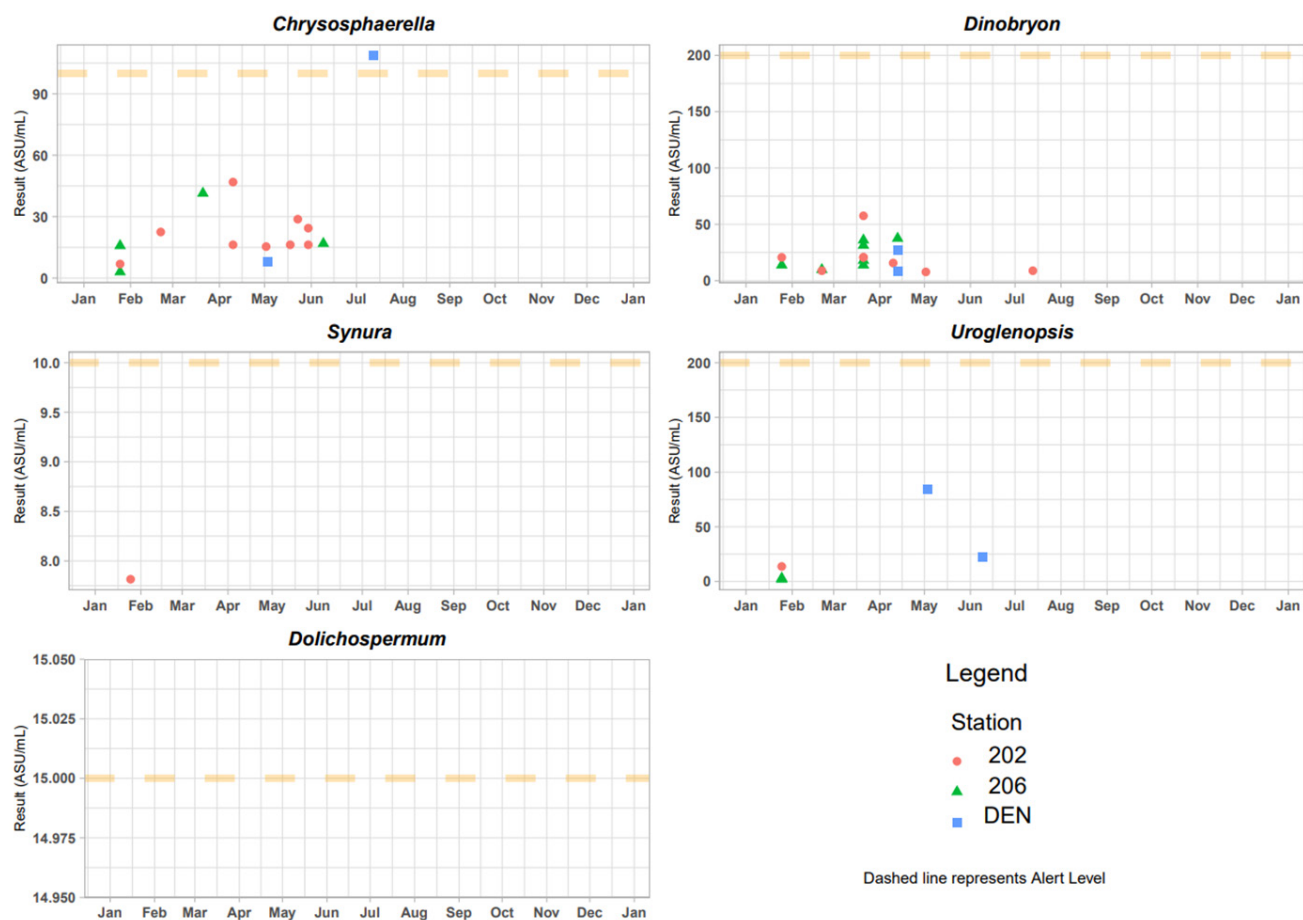 Chrysosphaerella
Result (ASU/mL)
90
60
30
0
Jan Feb Mar Apr May Jun Jul Aug Sep Oct Nov Dec Jan
Dinobryon
Result (ASU/mL)
200
150
100
50
0
Jan Feb Mar Apr May Jun Jul Aug Sep Oct Nov Dec Jan
Synura
Result (ASU/mL)
10.0
9.5
9.0
8.5
8.0
Jan Feb Mar Apr May Jun Jul Aug Sep Oct Nov Dec Jan
Uroglenopsis
Result (ASU/mL)
200
150
100
50
0
Jan Feb Mar Apr May Jun Jul Aug Sep Oct Nov Dec Jan
Dolichospermum
Result (ASU/mL)
15.050
15.025
15.000
14.975
14.950
Jan Feb Mar Apr May Jun Jul Aug Sep Oct Nov Dec Jan
Legend
Station
202
206
DEN
Dashed line represents Alert Level